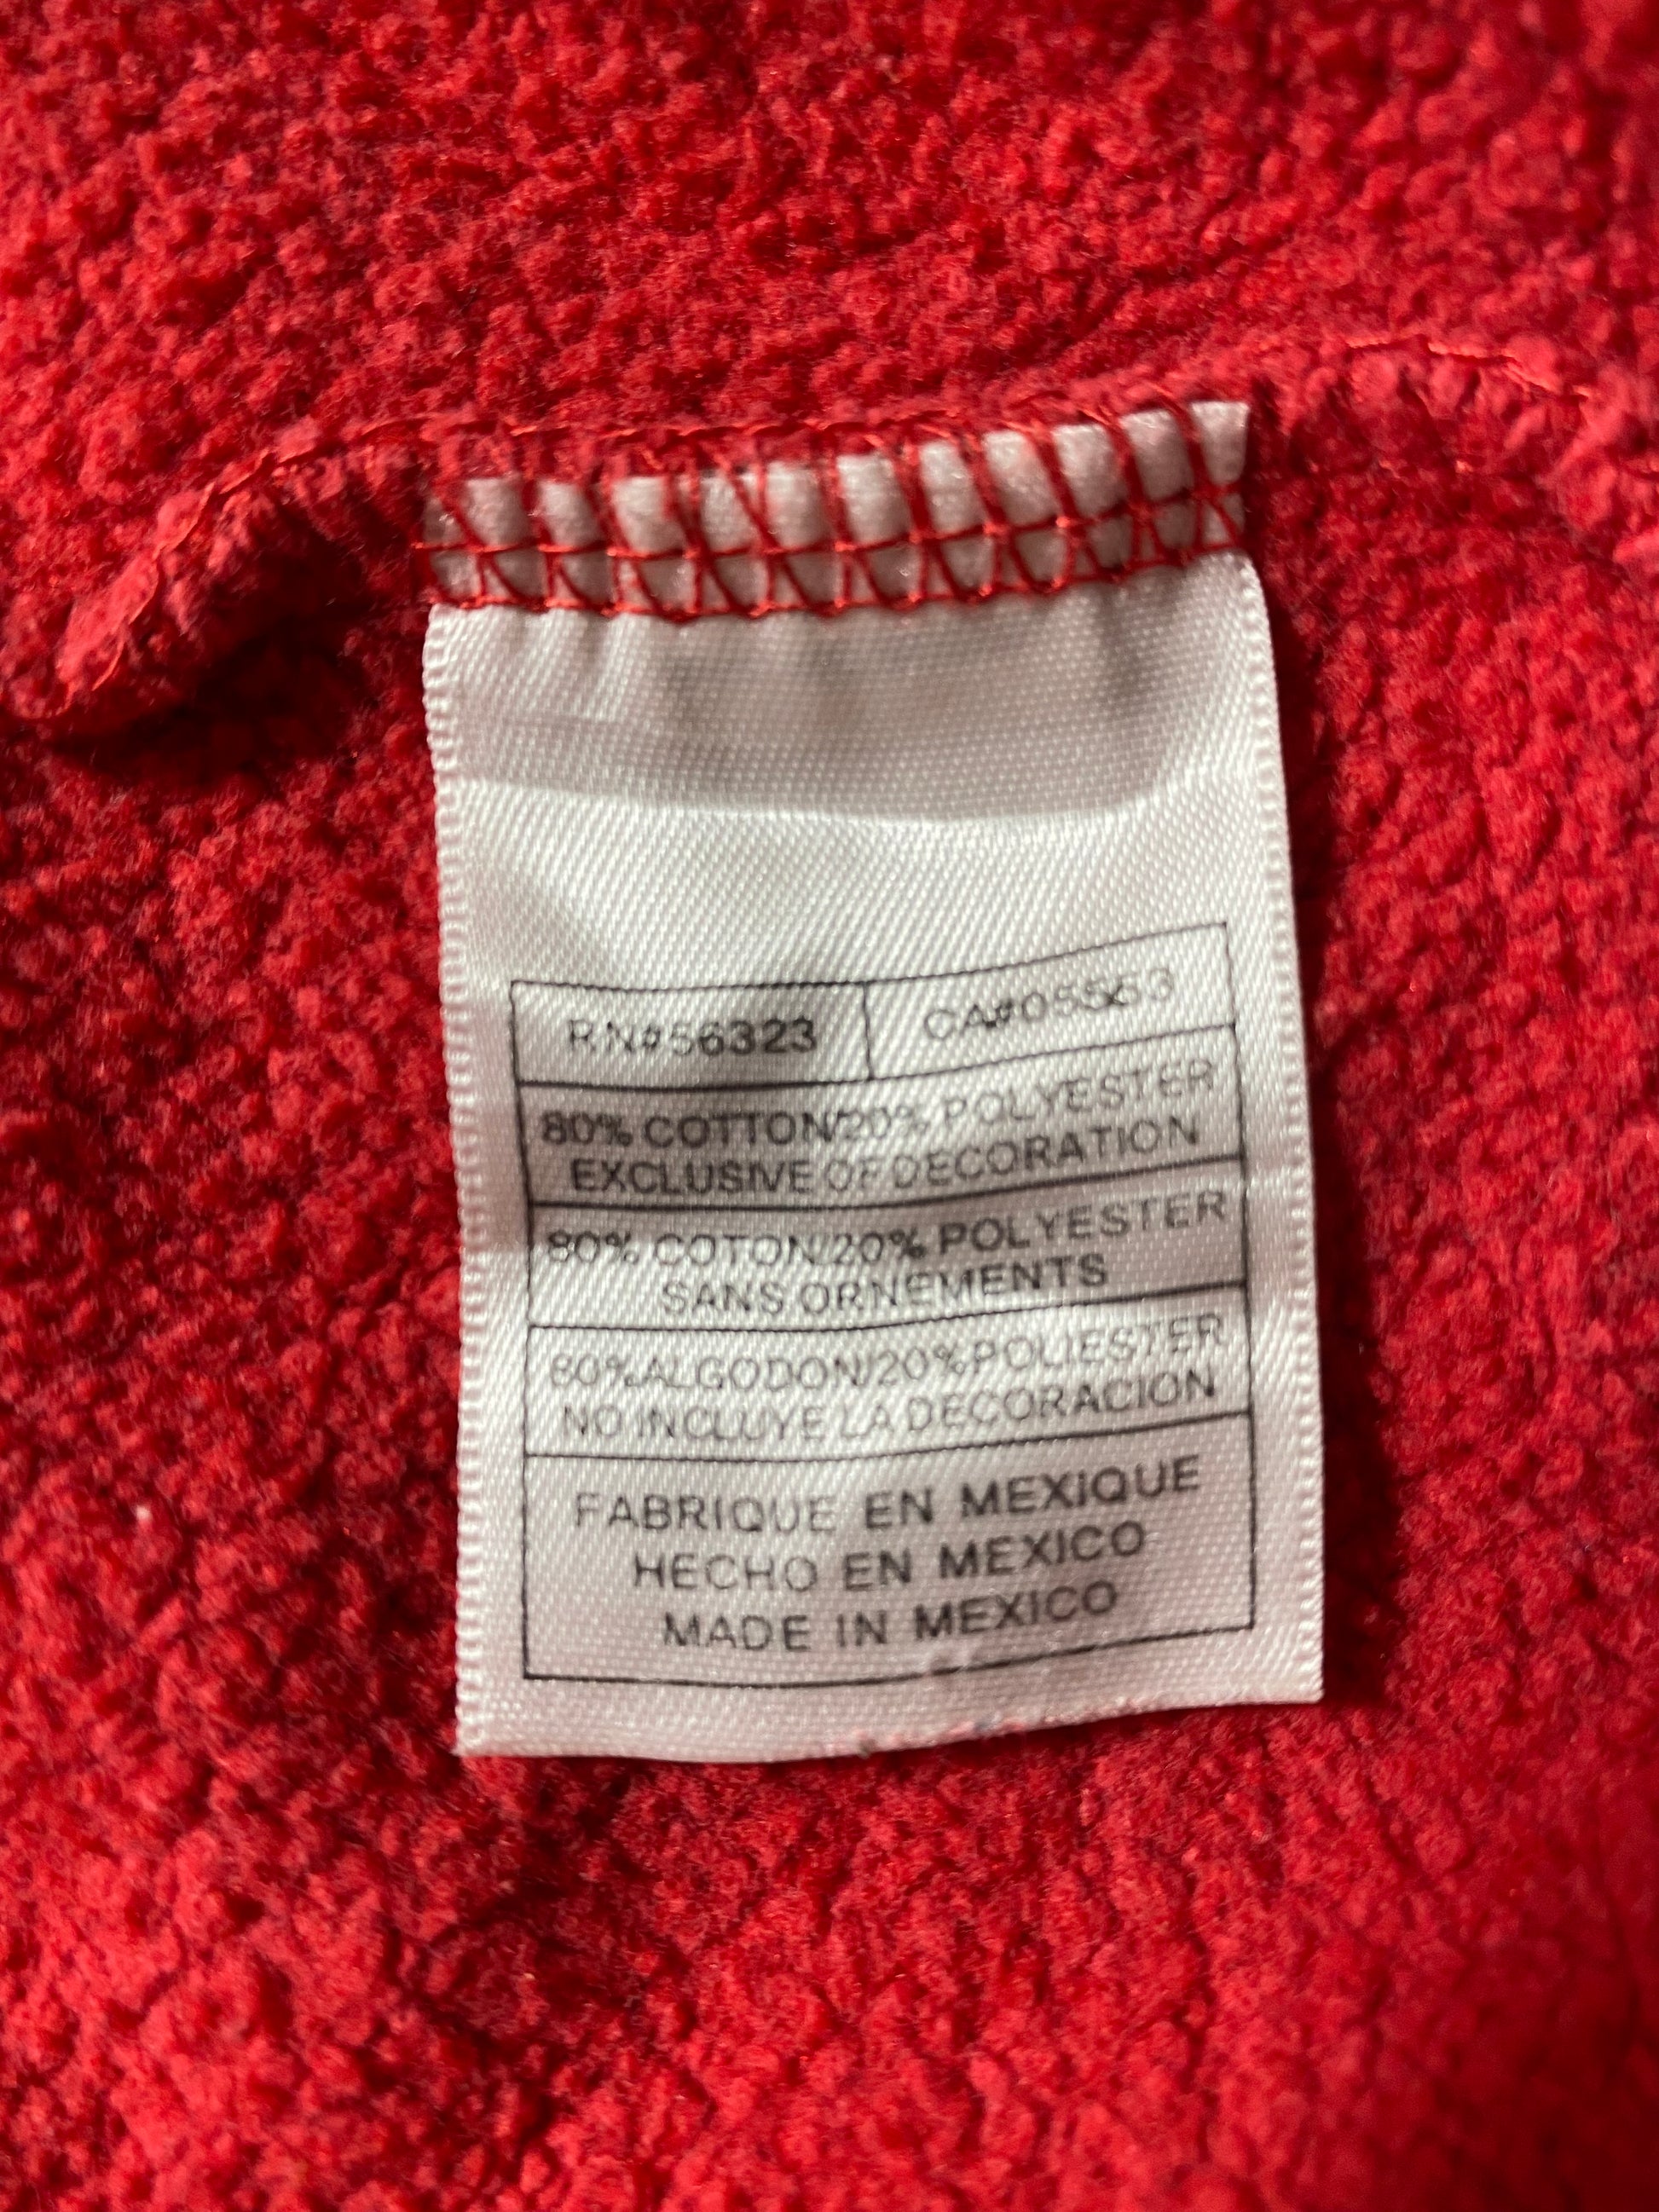 RN#56323 CA#05553
80% COTTON/20% POLYESTER
EXCLUSIVE OF DECORATION
80% COTON/20% POLYESTER
SANS ORNEMENTS
80% ALGODON/20% POLIESTER
NO INCLUYE LA DECORACION
FABRIQUE EN MEXIQUE
HECHO EN MEXICO
MADE IN MEXICO